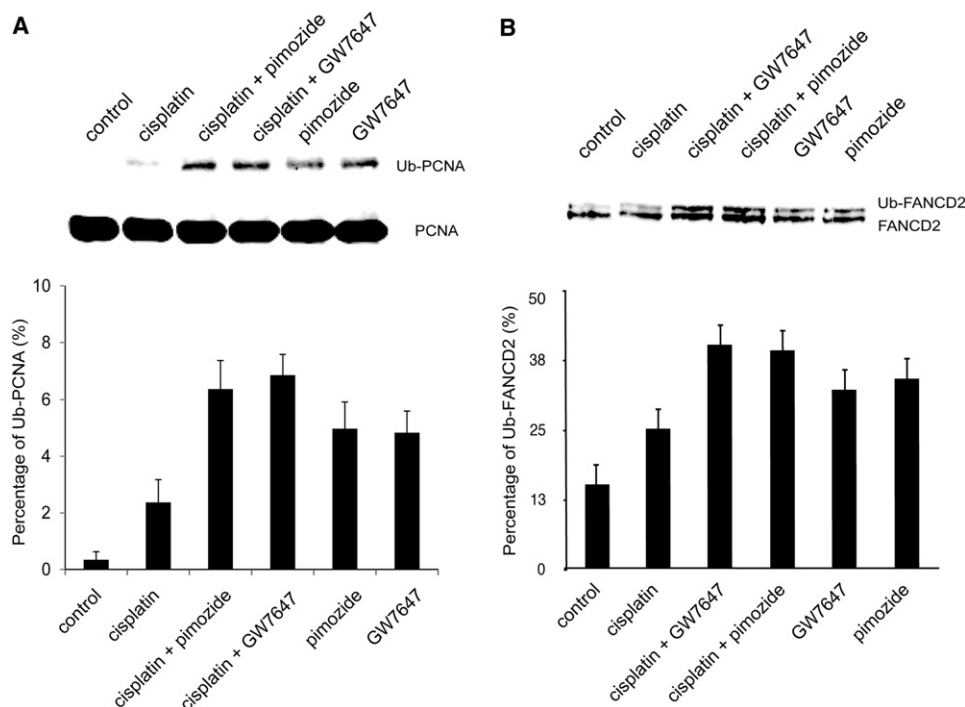 A
control
cisplatin
cisplatin + pimozide
cisplatin + GW7647
pimozide
GW7647
Ub-PCNA
PCNA
Percentage of Ub-PCNA (%)
10
8
6
4
2
0
control
cisplatin
cisplatin + pimozide
cisplatin + GW7647
pimozide
GW7647
B
control
cisplatin
cisplatin + GW7647
cisplatin + pimozide
GW7647
pimozide
Ub-FANCD2
FANCD2
Percentage of Ub-FANCD2 (%)
50
38
25
13
0
control
cisplatin
cisplatin + GW7647
cisplatin + pimozide
GW7647
pimozide